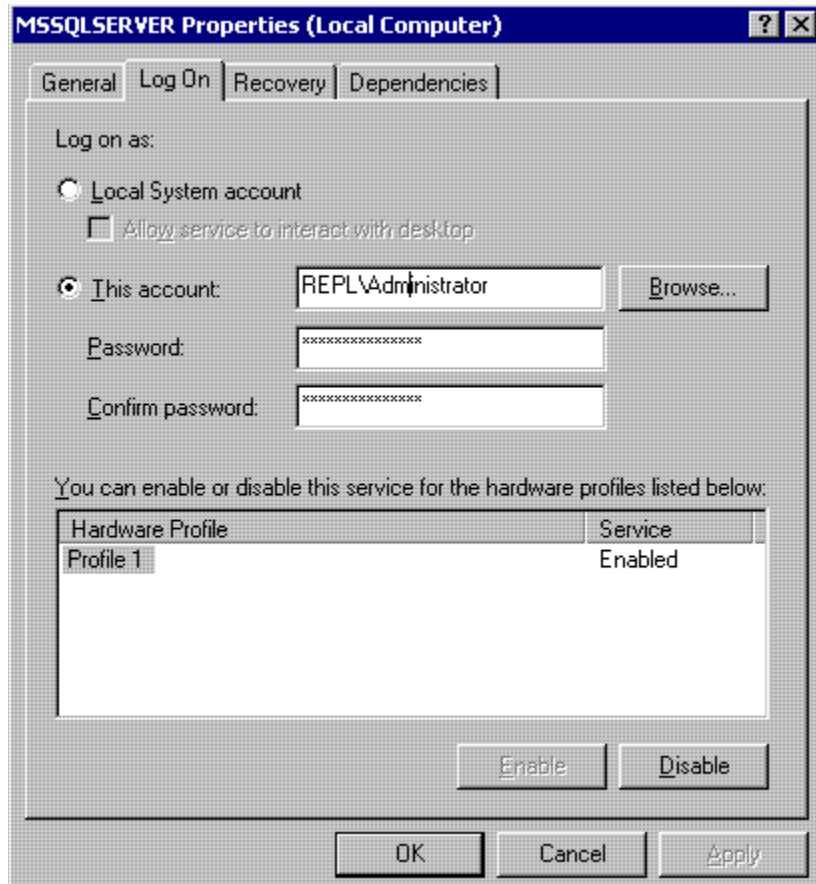 MSSQLSERVER Properties (Local Computer)
General Log On Recovery Dependencies
Log on as:
Local System account
Allow service to interact with desktop
This account: REPL\Administrator Browse...
Password: ***************
Confirm password: ***************
You can enable or disable this service for the hardware profiles listed below:
Hardware Profile Service
Profile 1 Enabled
Enable Disable
OK Cancel Apply